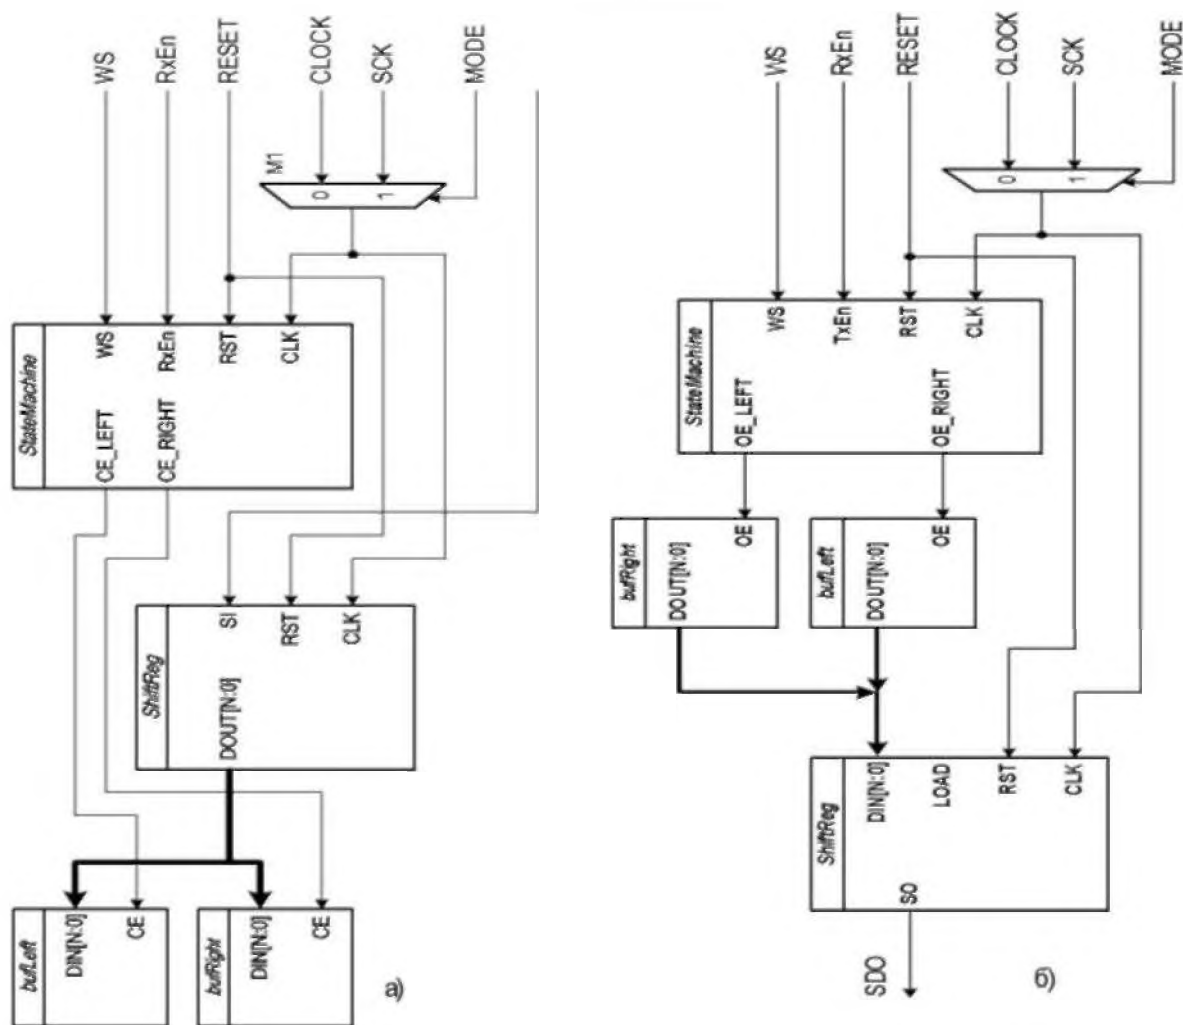 WS
RxEn
RESET
CLOCK
SCK
MODE
M1
0
1
StateMachine
WS
RxEn
RST
CLK
CE_LEFT
CE_RIGHT
ShiftReg
SI
RST
CLK
DOUT[N:0]
bufLeft
DIN[N:0]
CE
bufRight
DIN[N:0]
CE
а)
WS
RxEn
RESET
CLOCK
SCK
MODE
0
1
StateMachine
WS
TxEn
RST
CLK
OE_LEFT
OE_RIGHT
bufRight
DOUT[N:0]
OE
bufLeft
DOUT[N:0]
OE
ShiftReg
DIN[N:0]
LOAD
RST
CLK
SO
SDO
б)